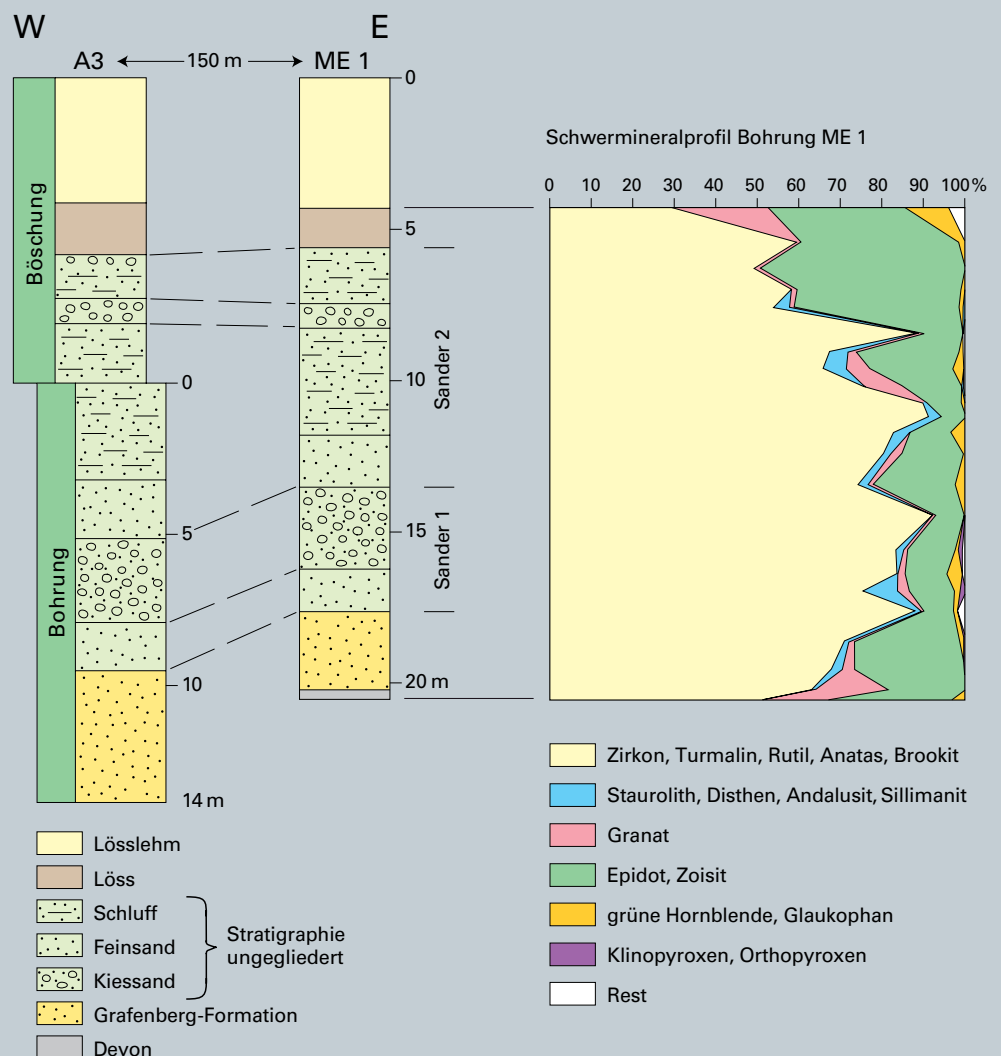 W
E
A3
150 m
ME 1
0
5
10
15
20 m
Böschung
Bohrung
0
5
10
14 m
Sander 2
Sander 1
Schwermineralprofil Bohrung ME 1
0 10 20 30 40 50 60 70 80 90 100 %
Lösslehm
Löss
Schluff
Feinsand
Kiessand
Stratigraphie
ungegliedert
Grafenberg-Formation
Devon
Zirkon, Turmalin, Rutil, Anatas, Brookit
Staurolith, Disthen, Andalusit, Sillimanit
Granat
Epidot, Zoisit
grüne Hornblende, Glaukophan
Klinopyroxen, Orthopyroxen
Rest